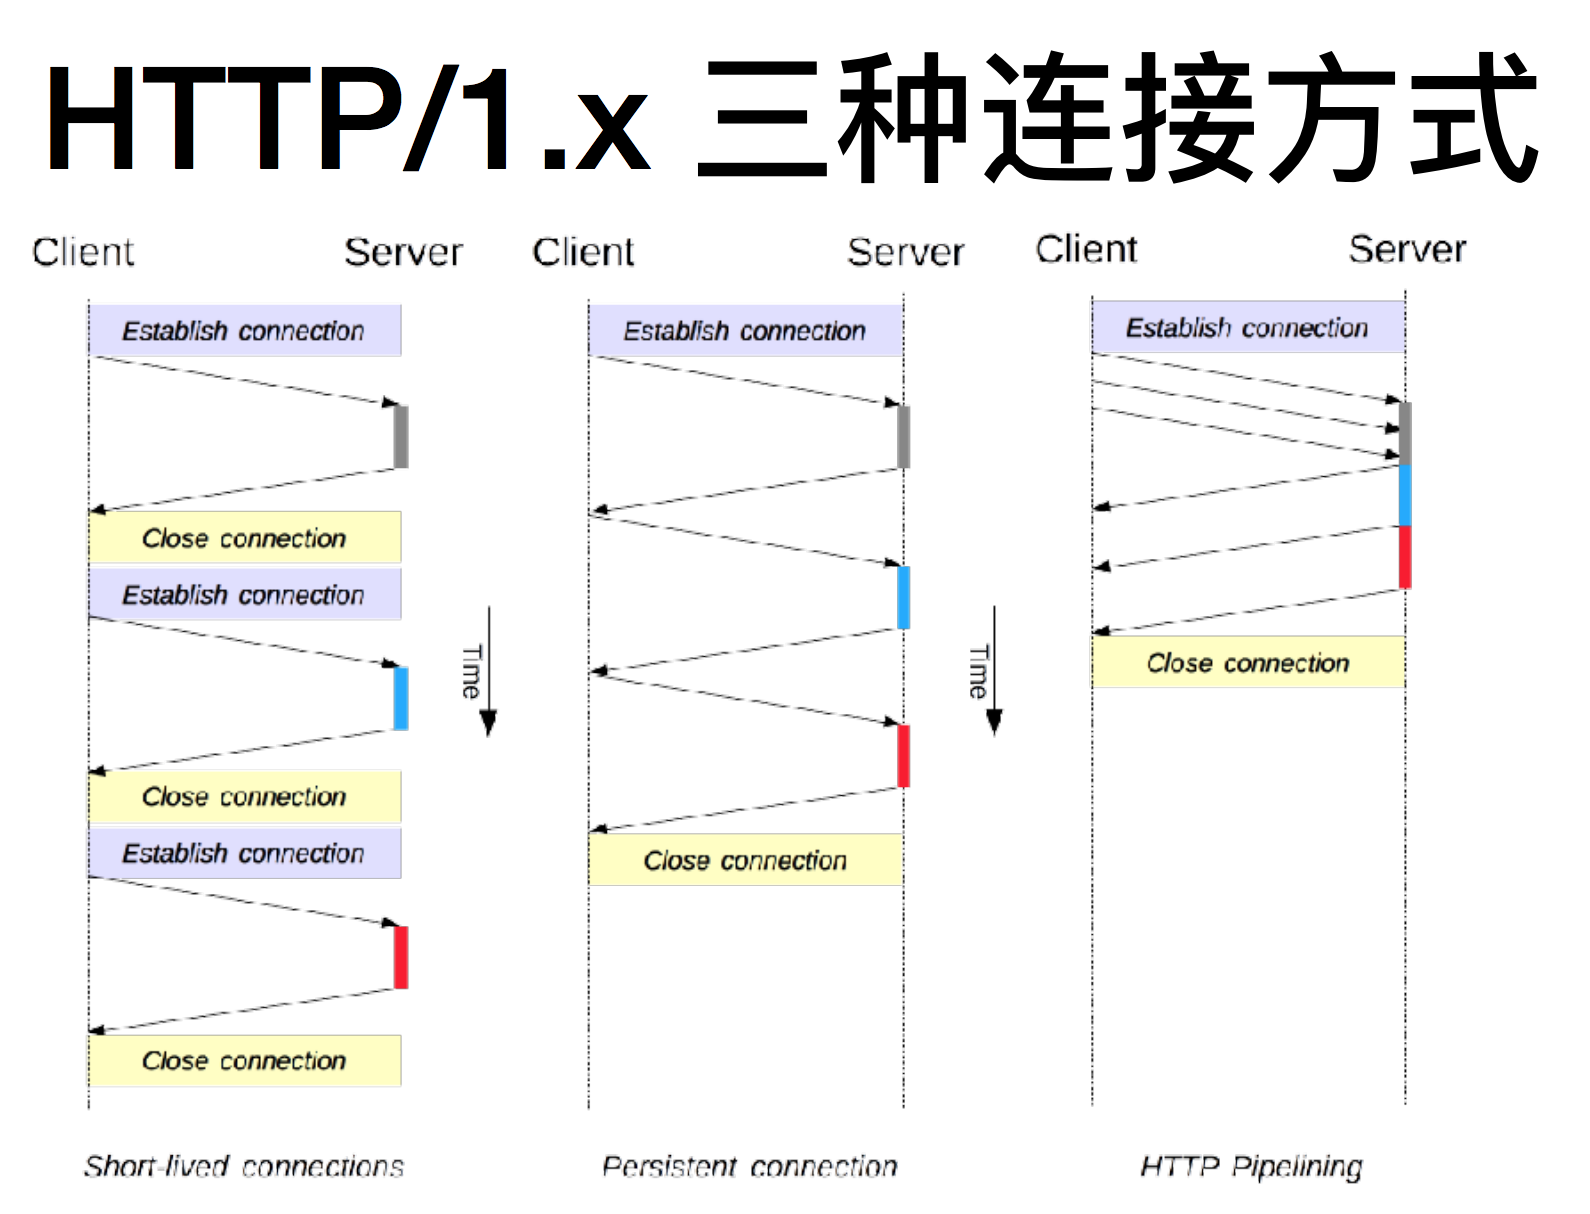 HTTP/1.x 三种连接方式
Client
Server
Establish connection
Close connection
Establish connection
Close connection
Establish connection
Close connection
Short-lived connections
Time
Client
Server
Establish connection
Close connection
Persistent connection
Time
Client
Server
Establish connection
Close connection
HTTP Pipelining